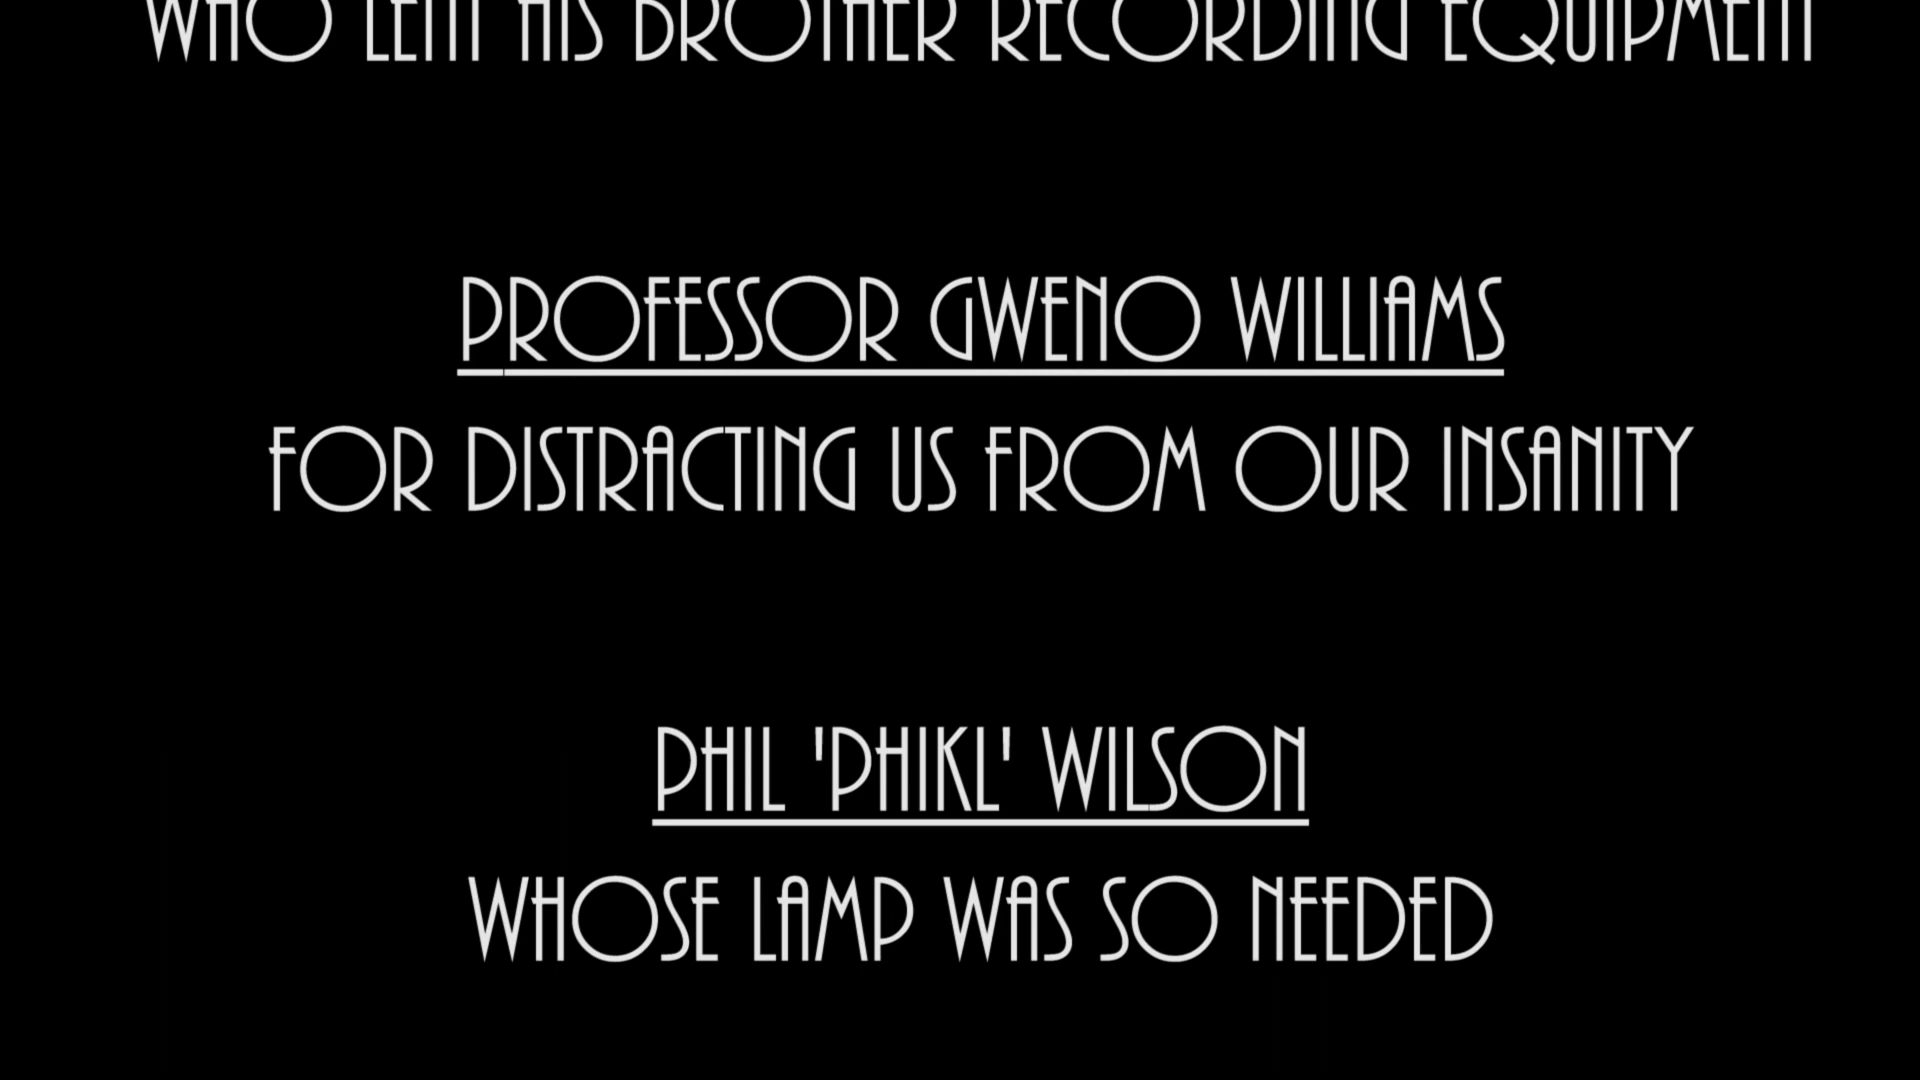 WHO LENT HIS BROTHER RECORDING EQUIPMENT
PROFESSOR GWENO WILLIAMS
FOR DISTRACTING US FROM OUR INSANITY
PHIL 'PHIKL' WILSON
WHOSE LAMP WAS SO NEEDED